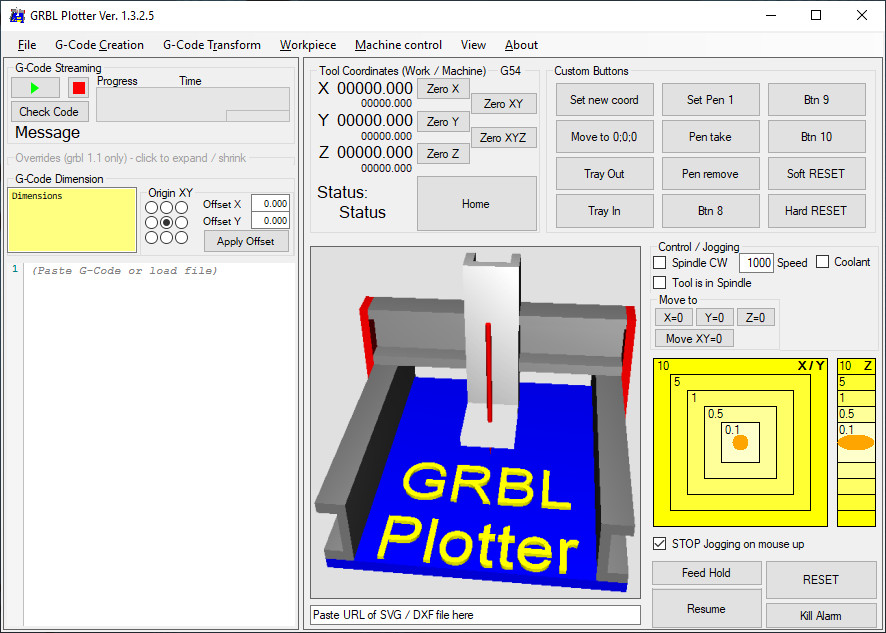 GRBL Plotter Ver. 1.3.2.5
File G-Code Creation G-Code Transform Workpiece Machine control View About
G-Code Streaming
Progress Time
Check Code
Message
Overrides (grbl 1.1 only) - click to expand / shrink
G-Code Dimension
Dimensions
Origin XY
Offset X 0.000
Offset Y 0.000
Apply Offset
1 (Paste G-Code or load file)
Tool Coordinates (Work / Machine) G54
X 00000.000 Zero X
00000.000
Zero XY
Y 00000.000 Zero Y
00000.000
Zero XYZ
Z 00000.000 Zero Z
00000.000
Status:
Status
Home
Custom Buttons
Set new coord Set Pen 1 Btn 9
Move to 0;0;0 Pen take Btn 10
Tray Out Pen remove Soft RESET
Tray In Btn 8 Hard RESET
GRBL
Plotter
Paste URL of SVG / DXF file here
Control / Jogging
Spindle CW 1000 Speed Coolant
Tool is in Spindle
Move to
X=0 Y=0 Z=0
Move XY=0
10 X / Y
5
1
0.5
0.1
10 Z
5
1
0.5
0.1
STOP Jogging on mouse up
Feed Hold RESET
Resume Kill Alarm